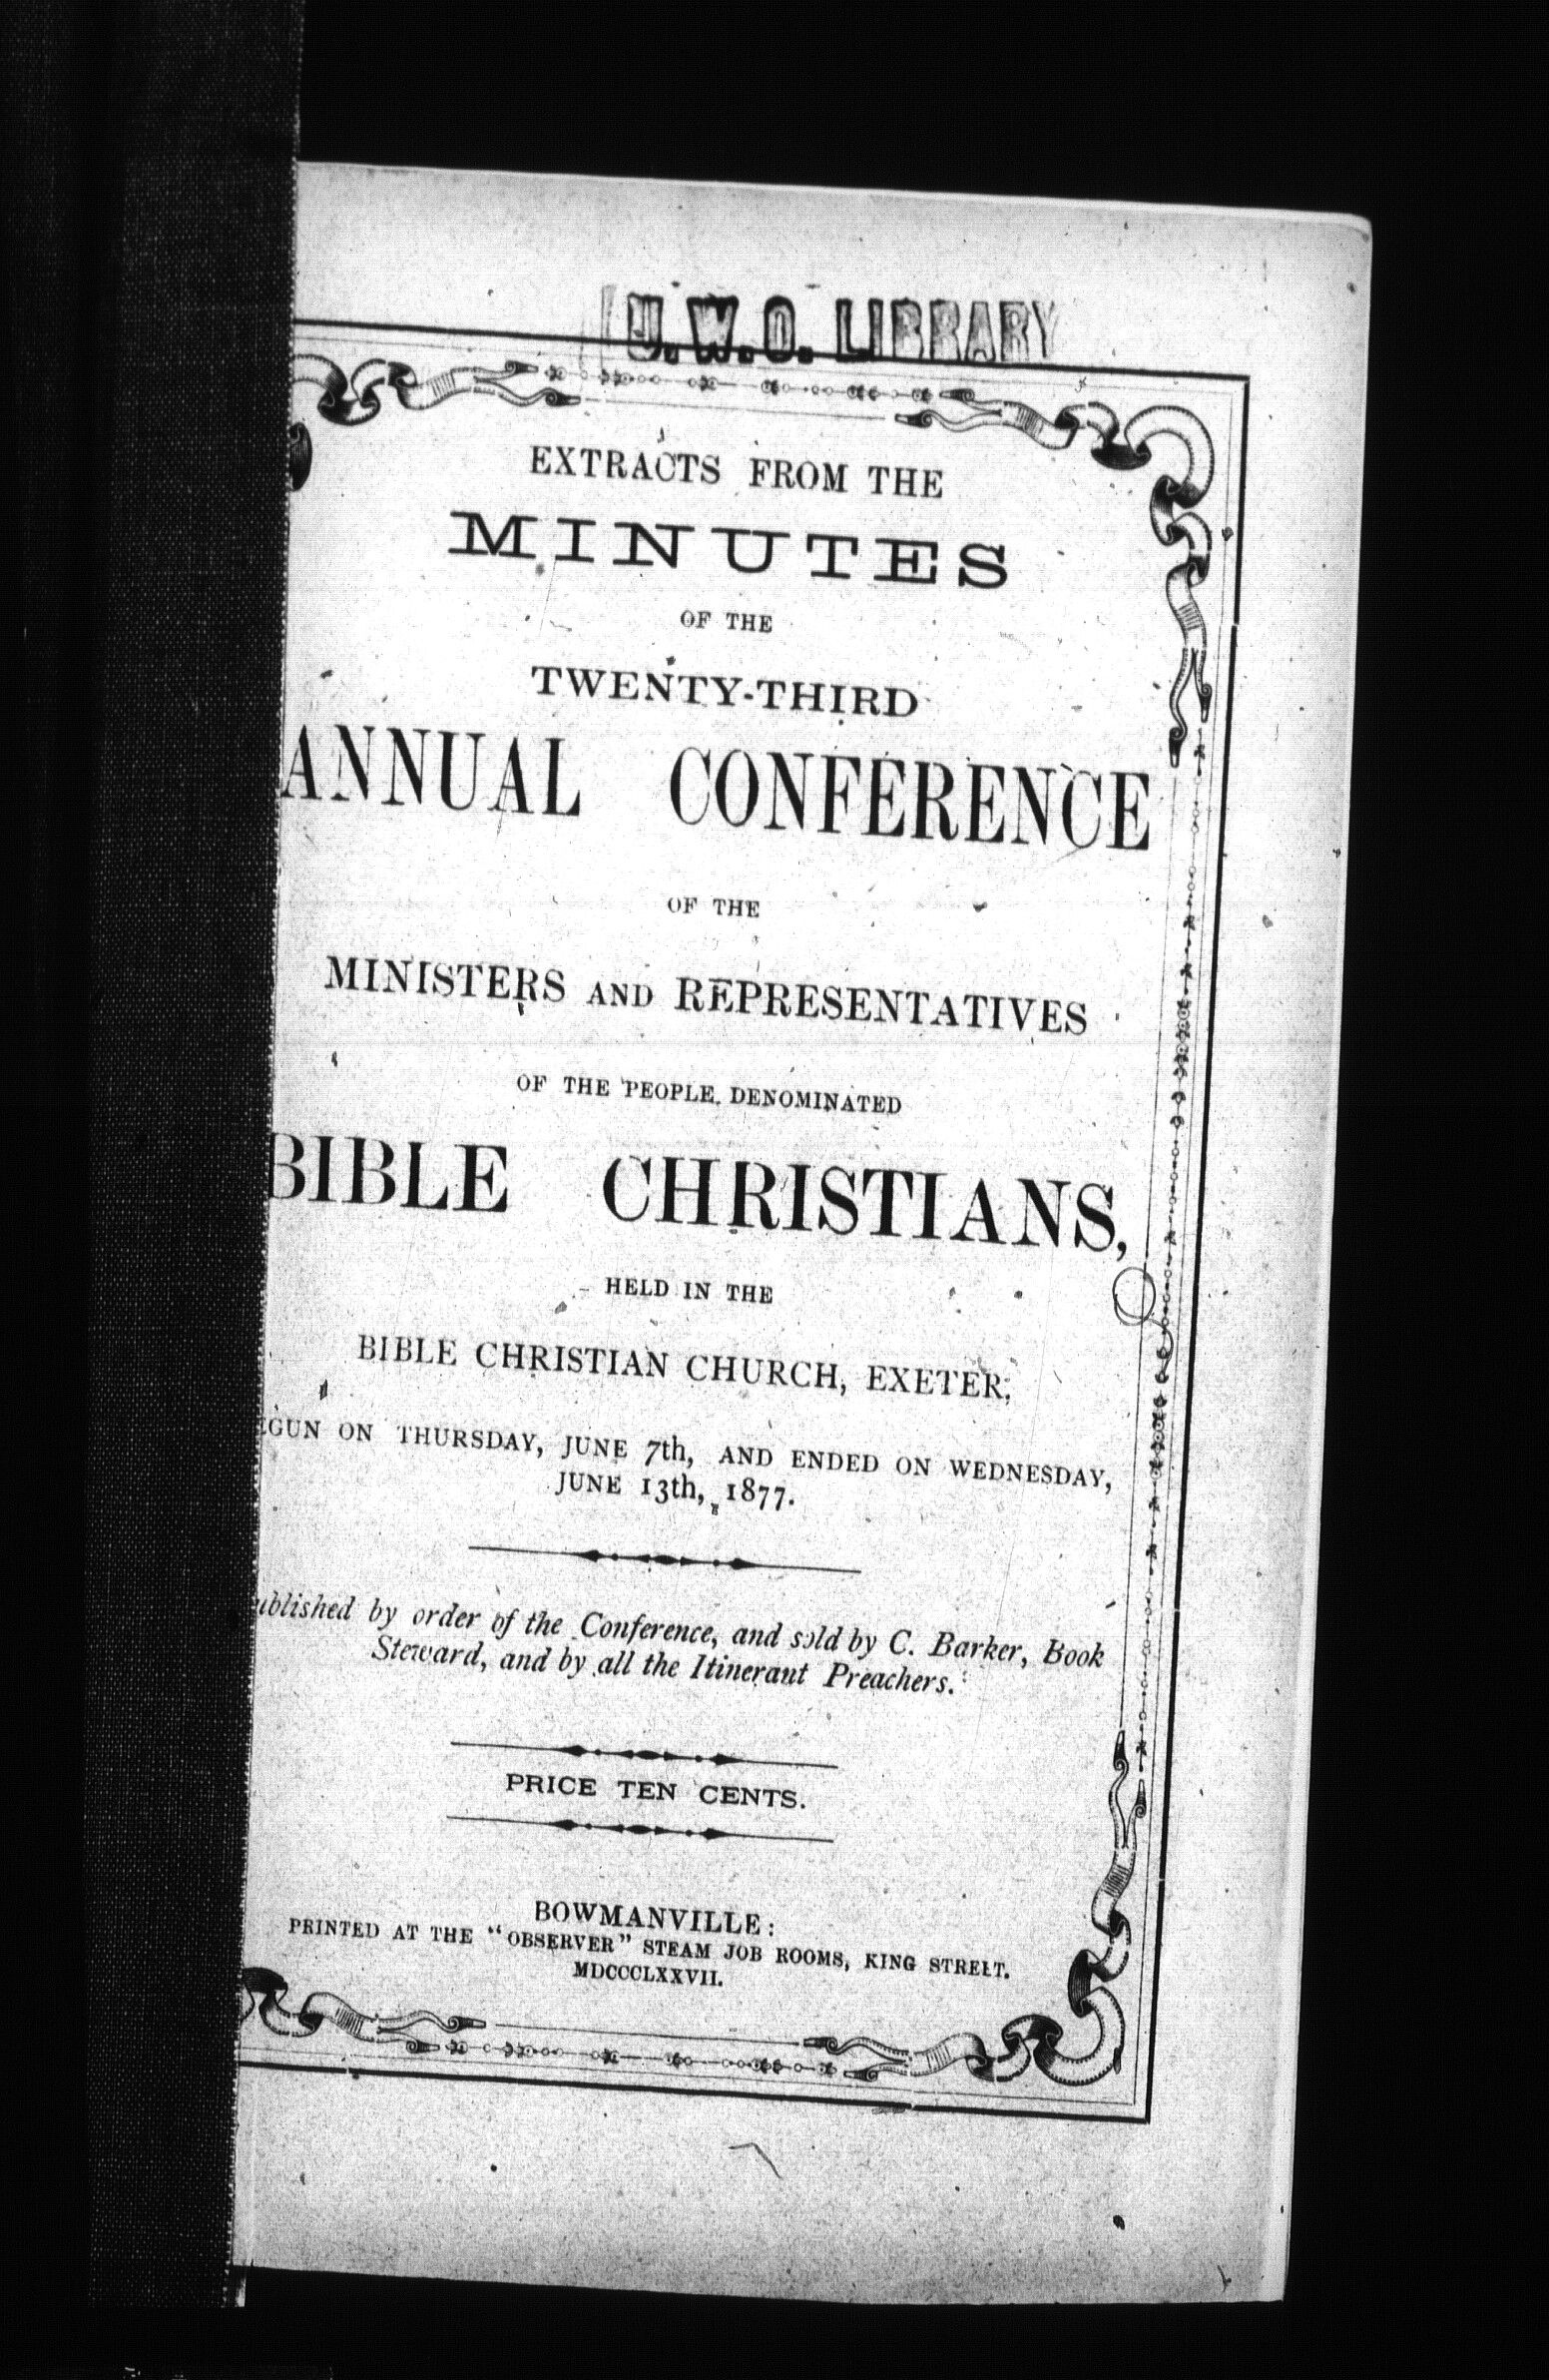 U.W.O. LIBRARY
EXTRACTS FROM THE
MINUTES
OF THE
TWENTY-THIRD
ANNUAL CONFERENCE
OF THE
MINISTERS AND REPRESENTATIVES
OF THE PEOPLE DENOMINATED
BIBLE CHRISTIANS,
HELD IN THE
BIBLE CHRISTIAN CHURCH, EXETER;
GUN ON THURSDAY, JUNE 7th, AND ENDED ON WEDNESDAY,
JUNE 13th, 1877.
ublished by order of the Conference, and sold by C. Barker, Book
Steward, and by all the Itinerant Preachers.
PRICE TEN CENTS.
BOWMANVILLE:
PRINTED AT THE "OBSERVER" STEAM JOB ROOMS, KING STREET.
MDCCCLXXVII.